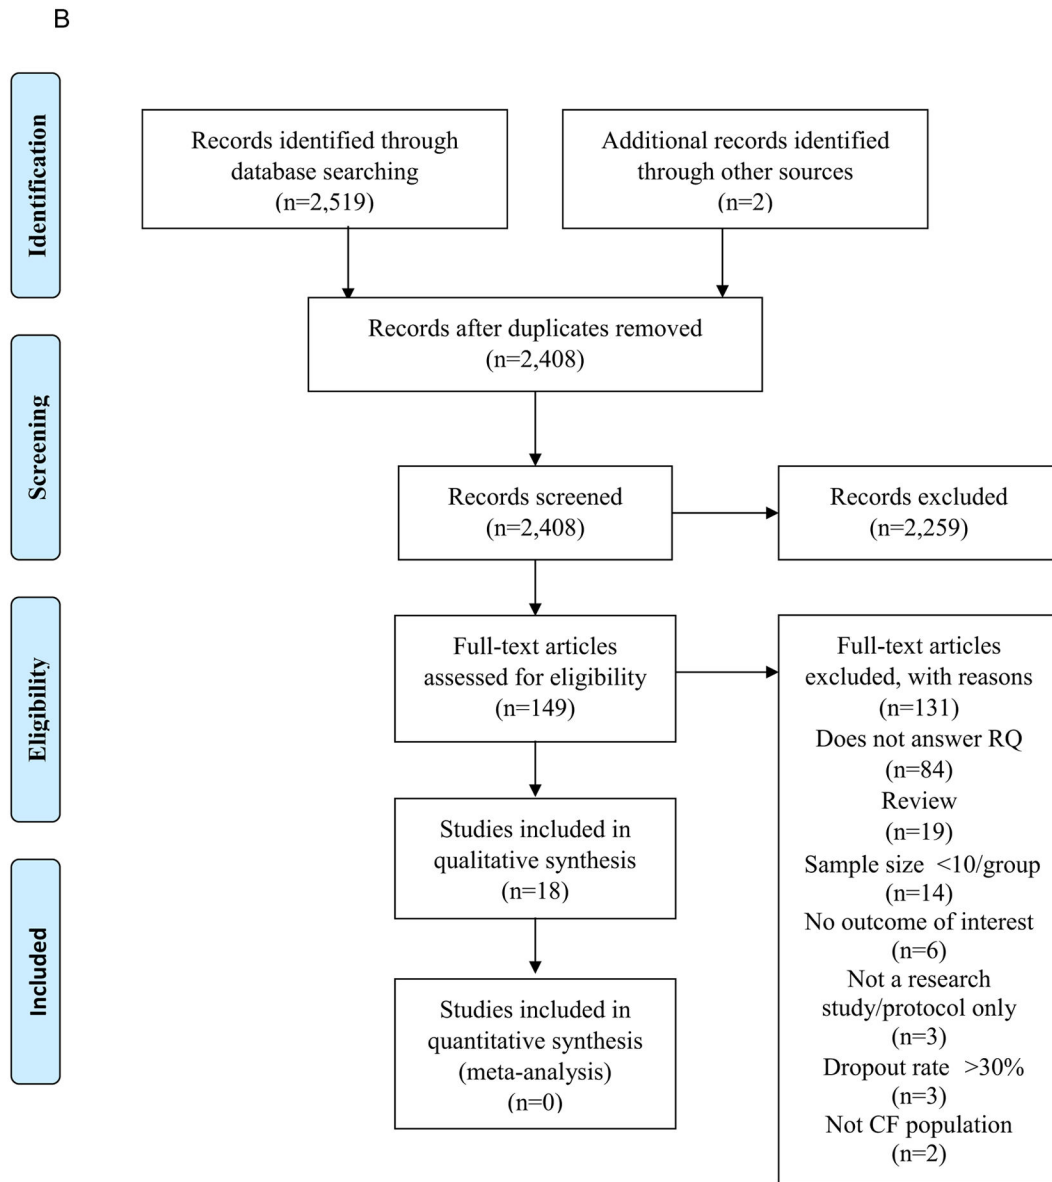 B
Identification
Records identified through
database searching
(n=2,519)
Additional records identified
through other sources
(n=2)
Records after duplicates removed
(n=2,408)
Screening
Records screened
(n=2,408)
Records excluded
(n=2,259)
Eligibility
Full-text articles
assessed for eligibility
(n=149)
Full-text articles
excluded, with reasons
(n=131)
Does not answer RQ
(n=84)
Review
(n=19)
Sample size <10/group
(n=14)
No outcome of interest
(n=6)
Not a research
study/protocol only
(n=3)
Dropout rate >30%
(n=3)
Not CF population
(n=2)
Studies included in
qualitative synthesis
(n=18)
Included
Studies included in
quantitative synthesis
(meta-analysis)
(n=0)